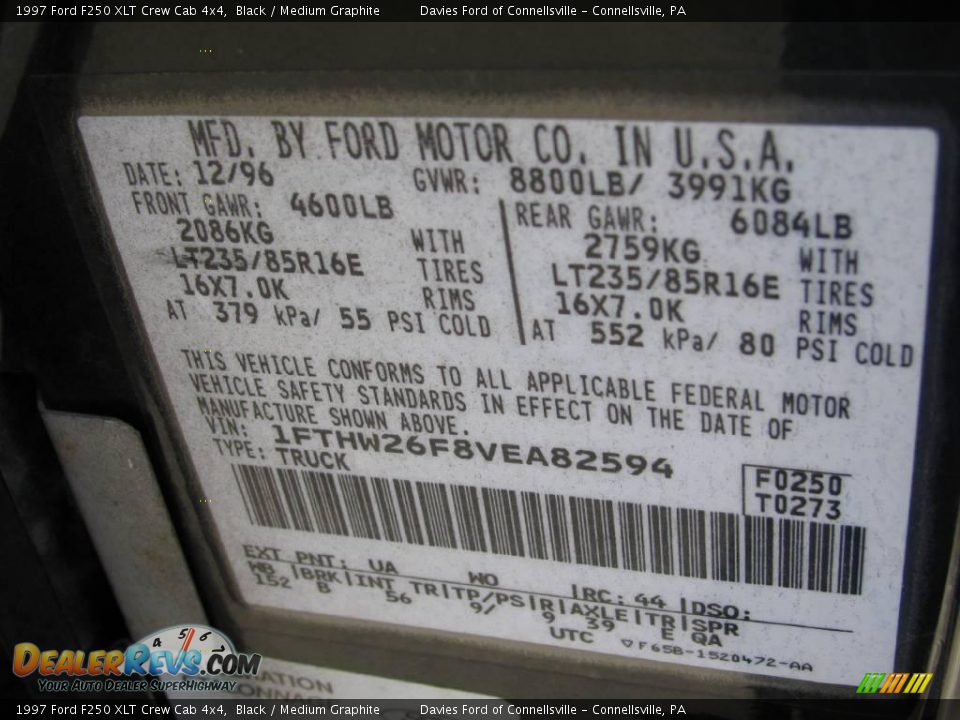 1997 Ford F250 XLT Crew Cab 4x4, Black / Medium Graphite Davies Ford of Connellsville - Connellsville, PA
MFD. BY FORD MOTOR CO. IN U.S.A.
DATE: 12/96 GVWR: 8800LB/ 3991KG
FRONT GAWR: 4600LB
2086KG WITH
LT235/85R16E TIRES
16X7.0K RIMS
AT 379 kPa/ 55 PSI COLD
REAR GAWR: 6084LB
2759KG WITH
LT235/85R16E TIRES
16X7.0K RIMS
AT 552 kPa/ 80 PSI COLD
THIS VEHICLE CONFORMS TO ALL APPLICABLE FEDERAL MOTOR
VEHICLE SAFETY STANDARDS IN EFFECT ON THE DATE OF
MANUFACTURE SHOWN ABOVE.
VIN: 1FTHW26F8VEA82594
TYPE: TRUCK
F0250
T0273
EXT PNT: UA WO RC: 44 DSO:
WB |BRK|INT TR|TP/PS|R|AXLE|TR|SPR
152 B 56 9/ 9 39 E QA
UTC ▽F65B-1520472-AA
DEALERREVS.COM
YOUR AUTO DEALER SUPERHIGHWAY
1997 Ford F250 XLT Crew Cab 4x4, Black / Medium Graphite Davies Ford of Connellsville - Connellsville, PA